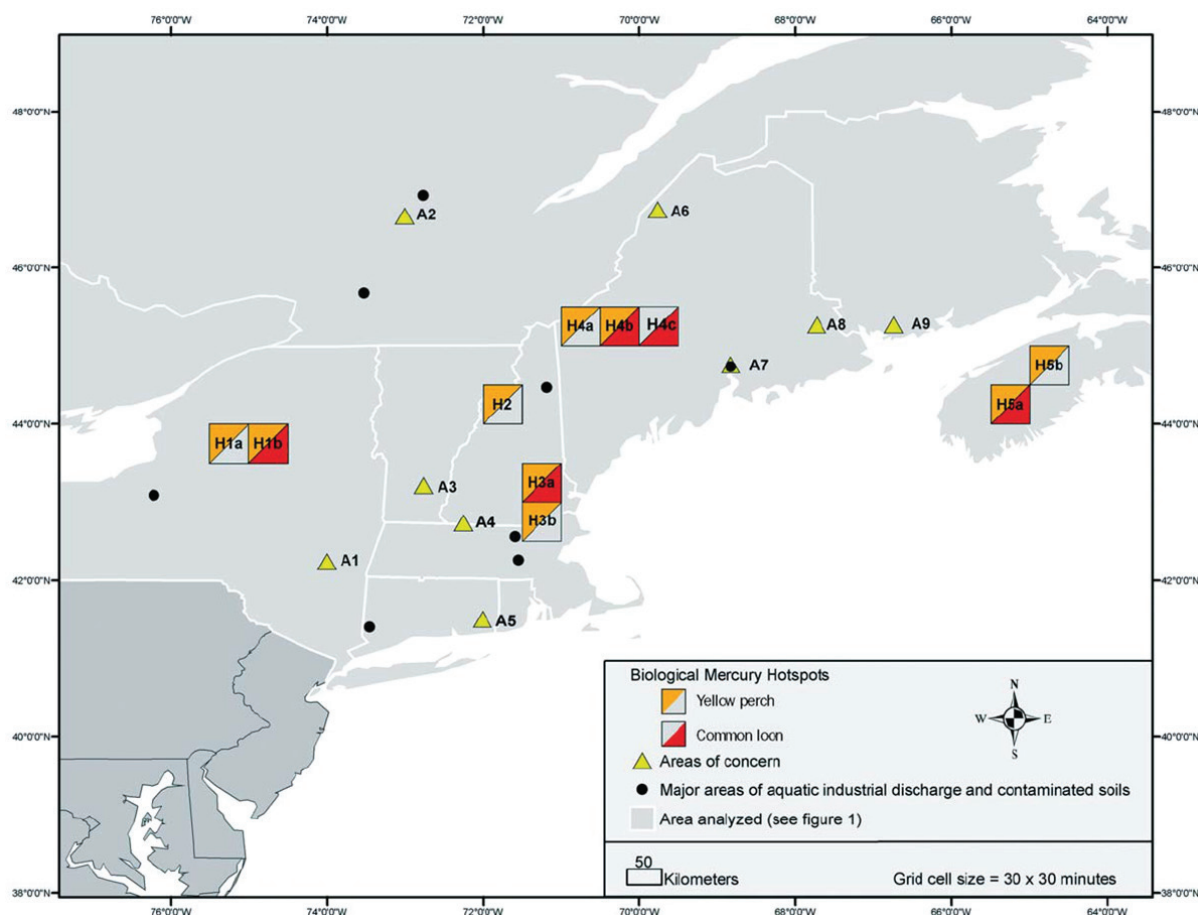 76°0'0"W 74°0'0"W 72°0'0"W 70°0'0"W 68°0'0"W 66°0'0"W 64°0'0"W
48°0'0"N 48°0'0"N
A2
A6
46°0'0"N 46°0'0"N
H4a H4b H4c
A8 A9
A7
H5b
H2
H5a
44°0'0"N 44°0'0"N
H1a H1b
H3a
A3
H3b
A4
A1
42°0'0"N 42°0'0"N
A5
Biological Mercury Hotspots
Yellow perch
Common loon
Areas of concern
Major areas of aquatic industrial discharge and contaminated soils
Area analyzed (see figure 1)
N
W E
S
40°0'0"N 40°0'0"N
50
Kilometers
Grid cell size = 30 x 30 minutes
38°0'0"N 38°0'0"N
76°0'0"W 74°0'0"W 72°0'0"W 70°0'0"W 68°0'0"W 66°0'0"W 64°0'0"W